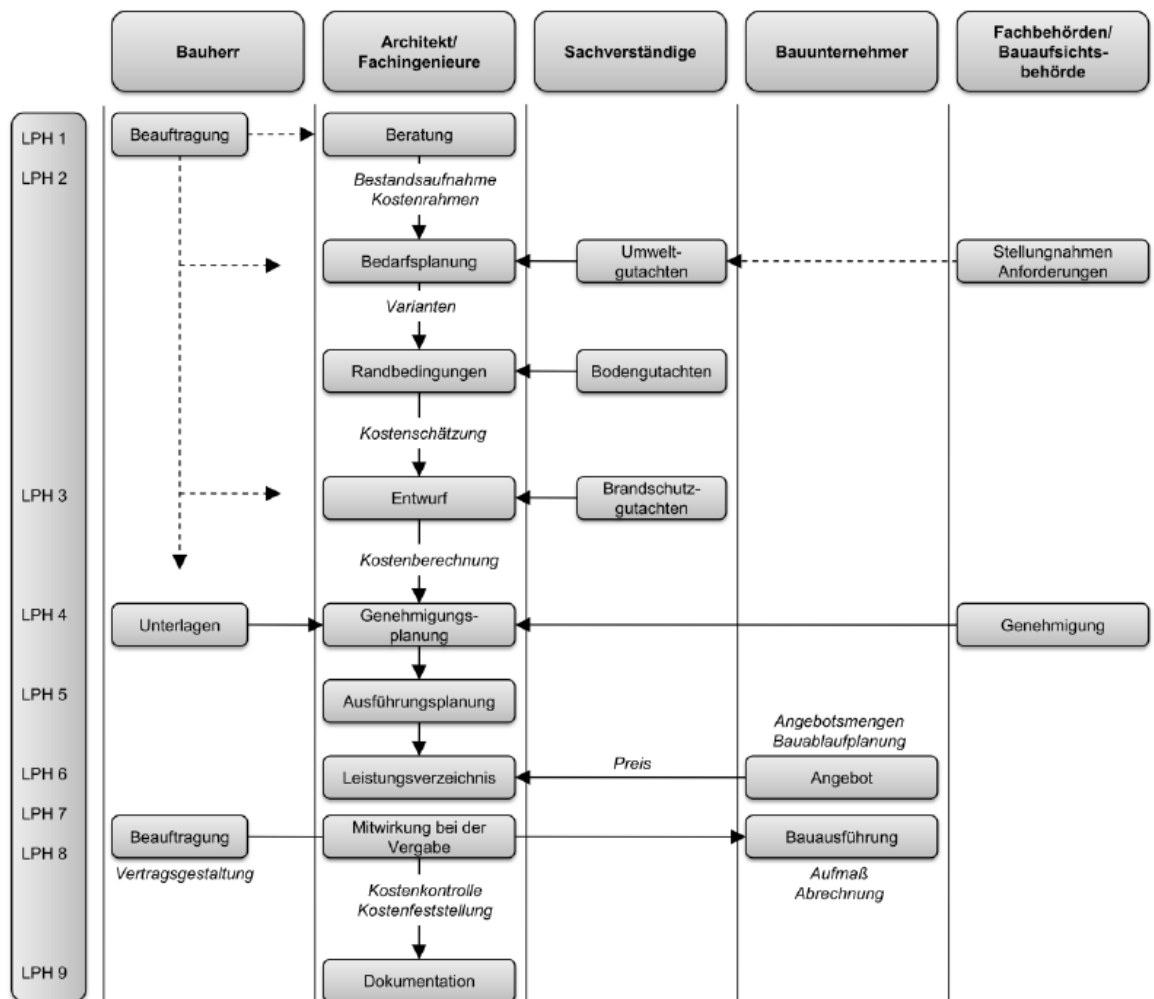 Bauherr
Architekt/
Fachingenieure
Sachverständige
Bauunternehmer
Fachbehörden/
Bauaufsichts-
behörde
LPH 1
Beauftragung
Beratung
LPH 2
Bestandsaufnahme
Kostenrahmen
Bedarfsplanung
Umwelt-
gutachten
Stellungnahmen
Anforderungen
Varianten
Randbedingungen
Bodengutachten
Kostenschätzung
LPH 3
Entwurf
Brandschutz-
gutachten
Kostenberechnung
LPH 4
Unterlagen
Genehmigungs-
planung
Genehmigung
LPH 5
Ausführungsplanung
Angebotsmengen
Bauablaufplanung
LPH 6
Leistungsverzeichnis
Preis
Angebot
LPH 7
Beauftragung
Mitwirkung bei der
Vergabe
Bauausführung
LPH 8
Vertragsgestaltung
Aufmaß
Abrechnung
Kostenkontrolle
Kostenfeststellung
LPH 9
Dokumentation